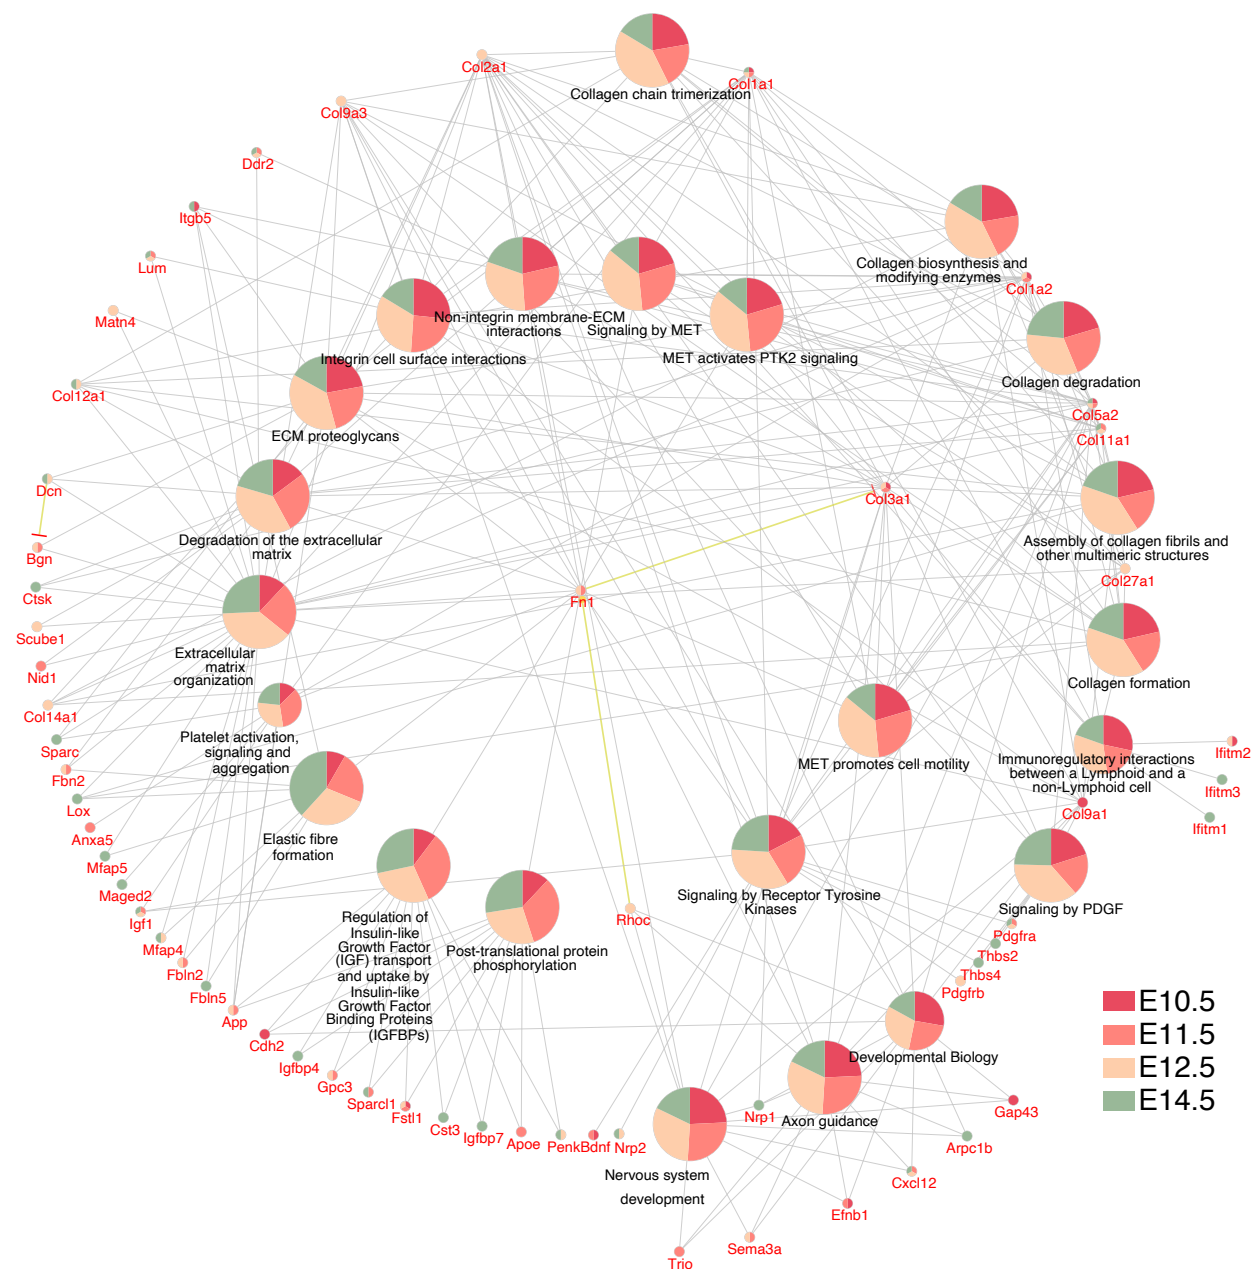 Col2a1
Collagen chain trimerization
Col1a1
Col9a3
Ddr2
Itgb5
Lum
Collagen biosynthesis and
modifying enzymes
Col1a2
Matn4
Non-integrin membrane-ECM
interactions
Signaling by MET
Integrin cell surface interactions
MET activates PTK2 signaling
Collagen degradation
Col12a1
ECM proteoglycans
Col5a2
Col11a1
Dcn
Col3a1
Degradation of the extracellular
matrix
Assembly of collagen fibrils and
other multimeric structures
Bgn
Col27a1
Ctsk
Fn1
Scube1
Extracellular
matrix
organization
Nid1
Collagen formation
Col14a1
Sparc
Platelet activation,
signaling and
aggregation
MET promotes cell motility
Immunoregulatory interactions
between a Lymphoid and a
non-Lymphoid cell
Ifitm2
Ifitm3
Ifitm1
Fbn2
Lox
Col9a1
Anxa5
Elastic fibre
formation
Mfap5
Maged2
Signaling by Receptor Tyrosine
Kinases
Signaling by PDGF
Igf1
Regulation of
Insulin-like
Growth Factor
(IGF) transport
and uptake by
Insulin-like
Growth Factor
Binding Proteins
(IGFBPs)
Post-translational protein
phosphorylation
Rhoc
Pdgfra
Thbs2
Thbs4
Pdgfrb
Mfap4
Fbln2
Fbln5
App
Cdh2
Igfbp4
Gpc3
Sparcl1
Fstl1
Cst3
Igfbp7
Apoe
Penk
Bdnf
Nrp2
Developmental Biology
Nrp1
Axon guidance
Gap43
Arpc1b
Nervous system
development
Cxcl12
Efnb1
Sema3a
Trio
E10.5
E11.5
E12.5
E14.5